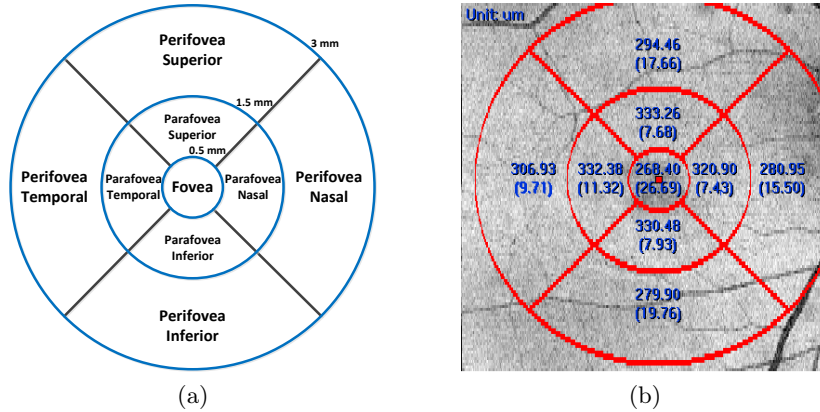 Perifovea
Superior
3 mm
1.5 mm
Parafovea
Superior
0.5 mm
Perifovea
Temporal
Parafovea
Temporal
Fovea
Parafovea
Nasal
Perifovea
Nasal
Parafovea
Inferior
Perifovea
Inferior
(a)
Unit: um
294.46
(17.66)
333.26
(7.68)
306.93
(9.71)
332.38
(11.32)
268.40
(26.69)
320.90
(7.43)
280.95
(15.50)
330.48
(7.93)
279.90
(19.76)
(b)